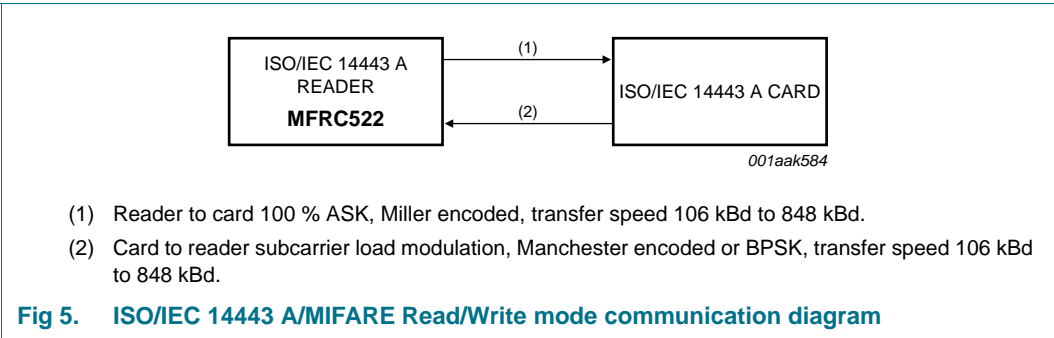 (1)
ISO/IEC 14443 A
READER
MFRC522
ISO/IEC 14443 A CARD
(2)
001aak584
(1) Reader to card 100 % ASK, Miller encoded, transfer speed 106 kBd to 848 kBd.
(2) Card to reader subcarrier load modulation, Manchester encoded or BPSK, transfer speed 106 kBd
to 848 kBd.
Fig 5. ISO/IEC 14443 A/MIFARE Read/Write mode communication diagram